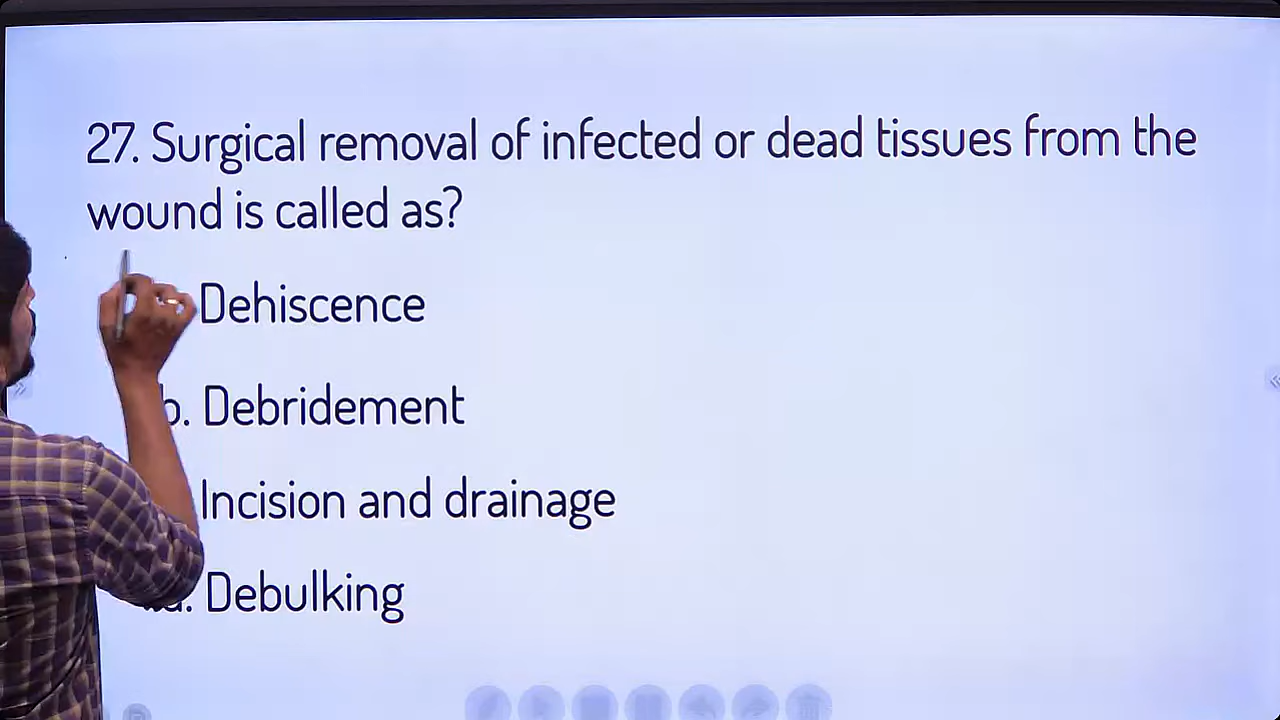 27. Surgical removal of infected or dead tissues from the
wound is called as?
Dehiscence
b. Debridement
Incision and drainage
d. Debulking